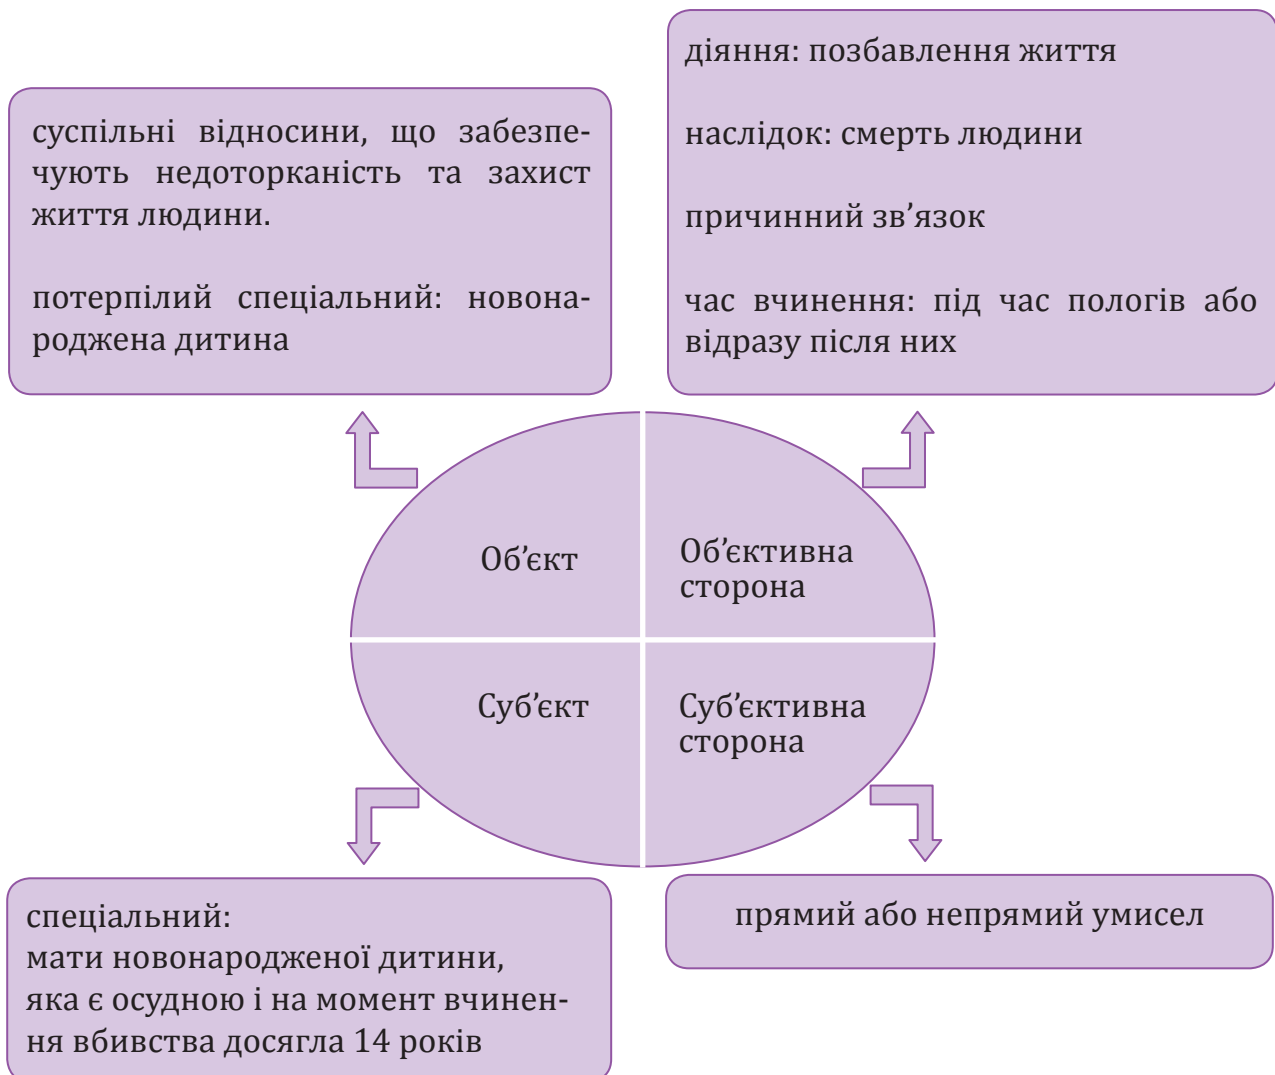 суспільні відносини, що забезпе-
чують недоторканість та захист
життя людини.
потерпілий спеціальний: новона-
роджена дитина
діяння: позбавлення життя
наслідок: смерть людини
причинний зв’язок
час вчинення: під час пологів або
відразу після них
Об’єкт
Об’єктивна
сторона
Суб’єкт
Суб’єктивна
сторона
спеціальний:
мати новонародженої дитини,
яка є осудною і на момент вчинен-
ня вбивства досягла 14 років
прямий або непрямий умисел